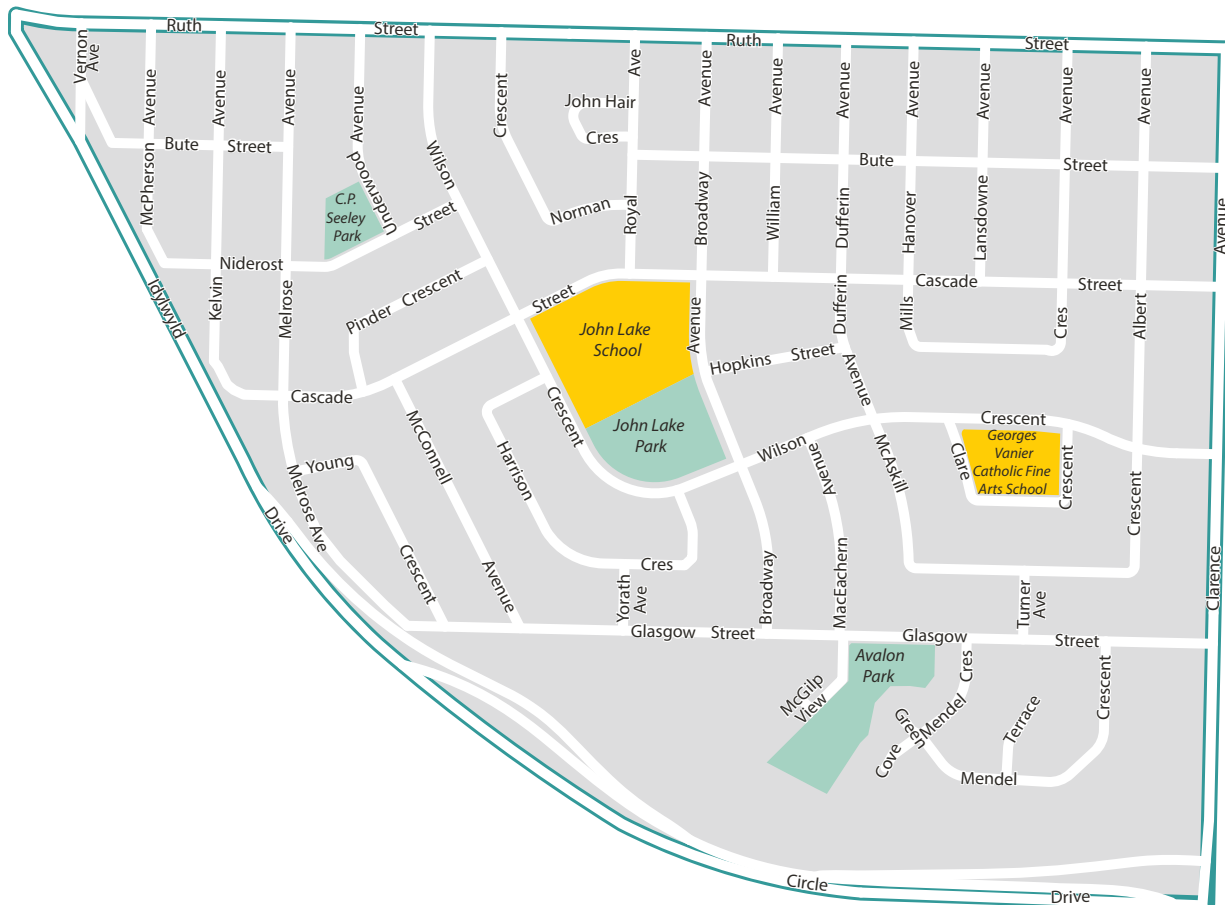 Ruth
Street
Ruth
Street
Vernon
Ave
Avenue
Avenue
Avenue
Avenue
Crescent
Ave
Avenue
Avenue
Avenue
Avenue
Avenue
Avenue
Avenue
John Hair
Cres
Bute
Street
Bute
Street
McPherson
Underwood
Wilson
Norman
Royal
Broadway
William
Dufferin
Hanover
Lansdowne
Avenue
C.P.
Seeley
Park
Street
Niderost
Idylwyld
Kelvin
Melrose
Pinder
Crescent
Street
Cascade
Street
John Lake
School
Avenue
Dufferin
Mills
Cres
Albert
Hopkins
Street
Avenue
Cascade
McConnell
Crescent
John Lake
Park
Harrison
Wilson
Crescent
Avenue
McAskill
Clare
Georges
Vanier
Catholic Fine
Arts School
Crescent
Crescent
Young
Melrose Ave
Drive
Crescent
Avenue
Cres
Yorath
Ave
Broadway
MacEachern
Turner
Ave
Clarence
Glasgow
Street
Glasgow
Street
Avalon
Park
McGilp
View
Cres
Mendel
Green
Cove
Terrace
Crescent
Mendel
Circle
Drive